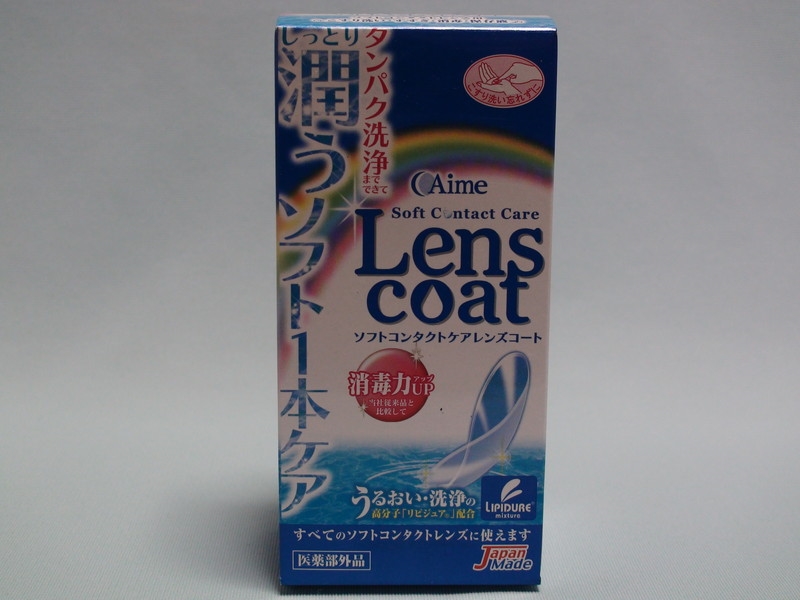 しっとり
潤うソフト1本ケア
タンパク洗浄まで
できて
こすり洗い忘れずに
Aime
Soft Contact Care
Lens
coat
ソフトコンタクトケアレンズコート
消毒力アップUP
当社従来品と
比較して
うるおい・洗浄の
高分子「リピジュア®」配合
LIPIDURE
mixture
すべてのソフトコンタクトレンズに使えます
医薬部外品
Japan
Made